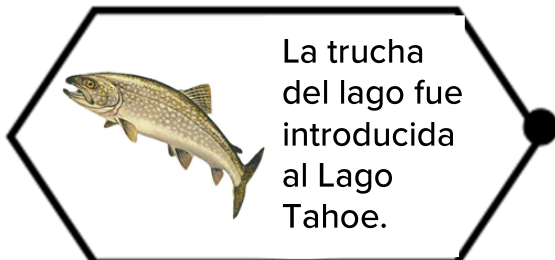 La trucha
del lago fue
introducida
al Lago
Tahoe.